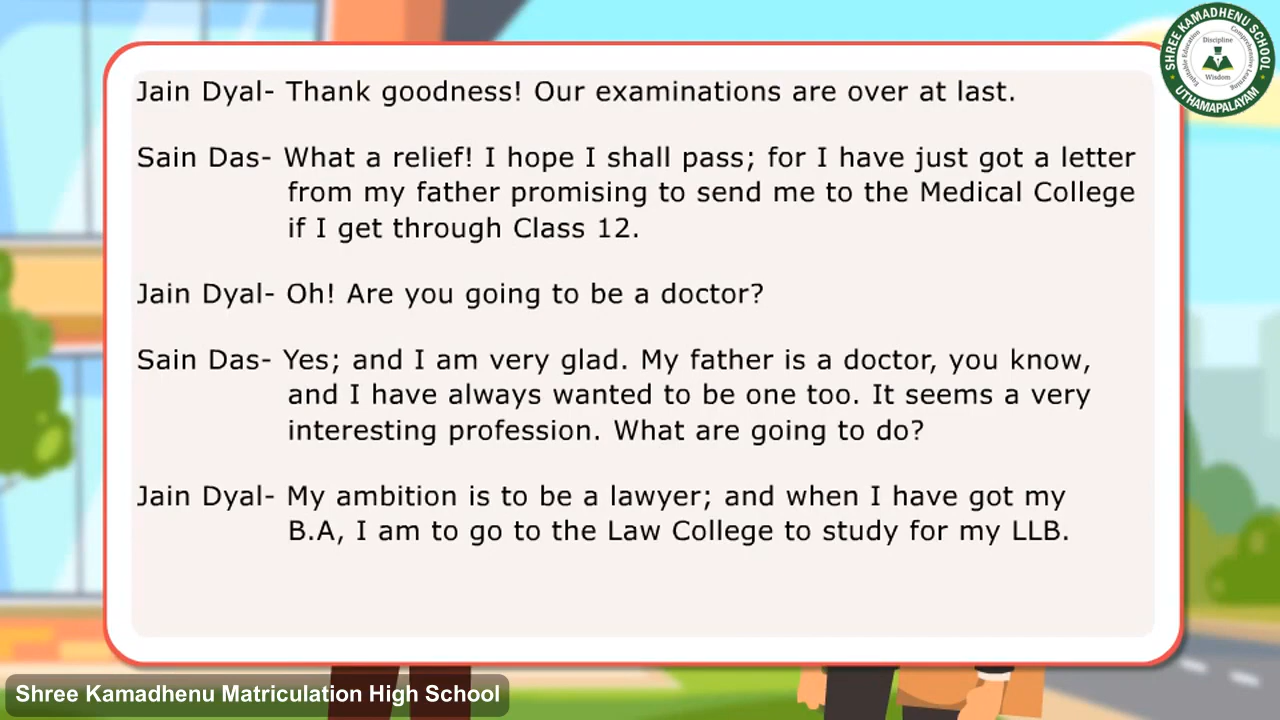 Jain Dyal- Thank goodness! Our examinations are over at last.
Sain Das- What a relief! I hope I shall pass; for I have just got a letter
from my father promising to send me to the Medical College
if I get through Class 12.
Jain Dyal- Oh! Are you going to be a doctor?
Sain Das- Yes; and I am very glad. My father is a doctor, you know,
and I have always wanted to be one too. It seems a very
interesting profession. What are going to do?
Jain Dyal- My ambition is to be a lawyer; and when I have got my
B.A, I am to go to the Law College to study for my LLB.
SHREE KAMADHENU SCHOOL
Discipline
Equitable Education
Comprehensive Learning
Wisdom
UTHAMAPALAYAM
Shree Kamadhenu Matriculation High School